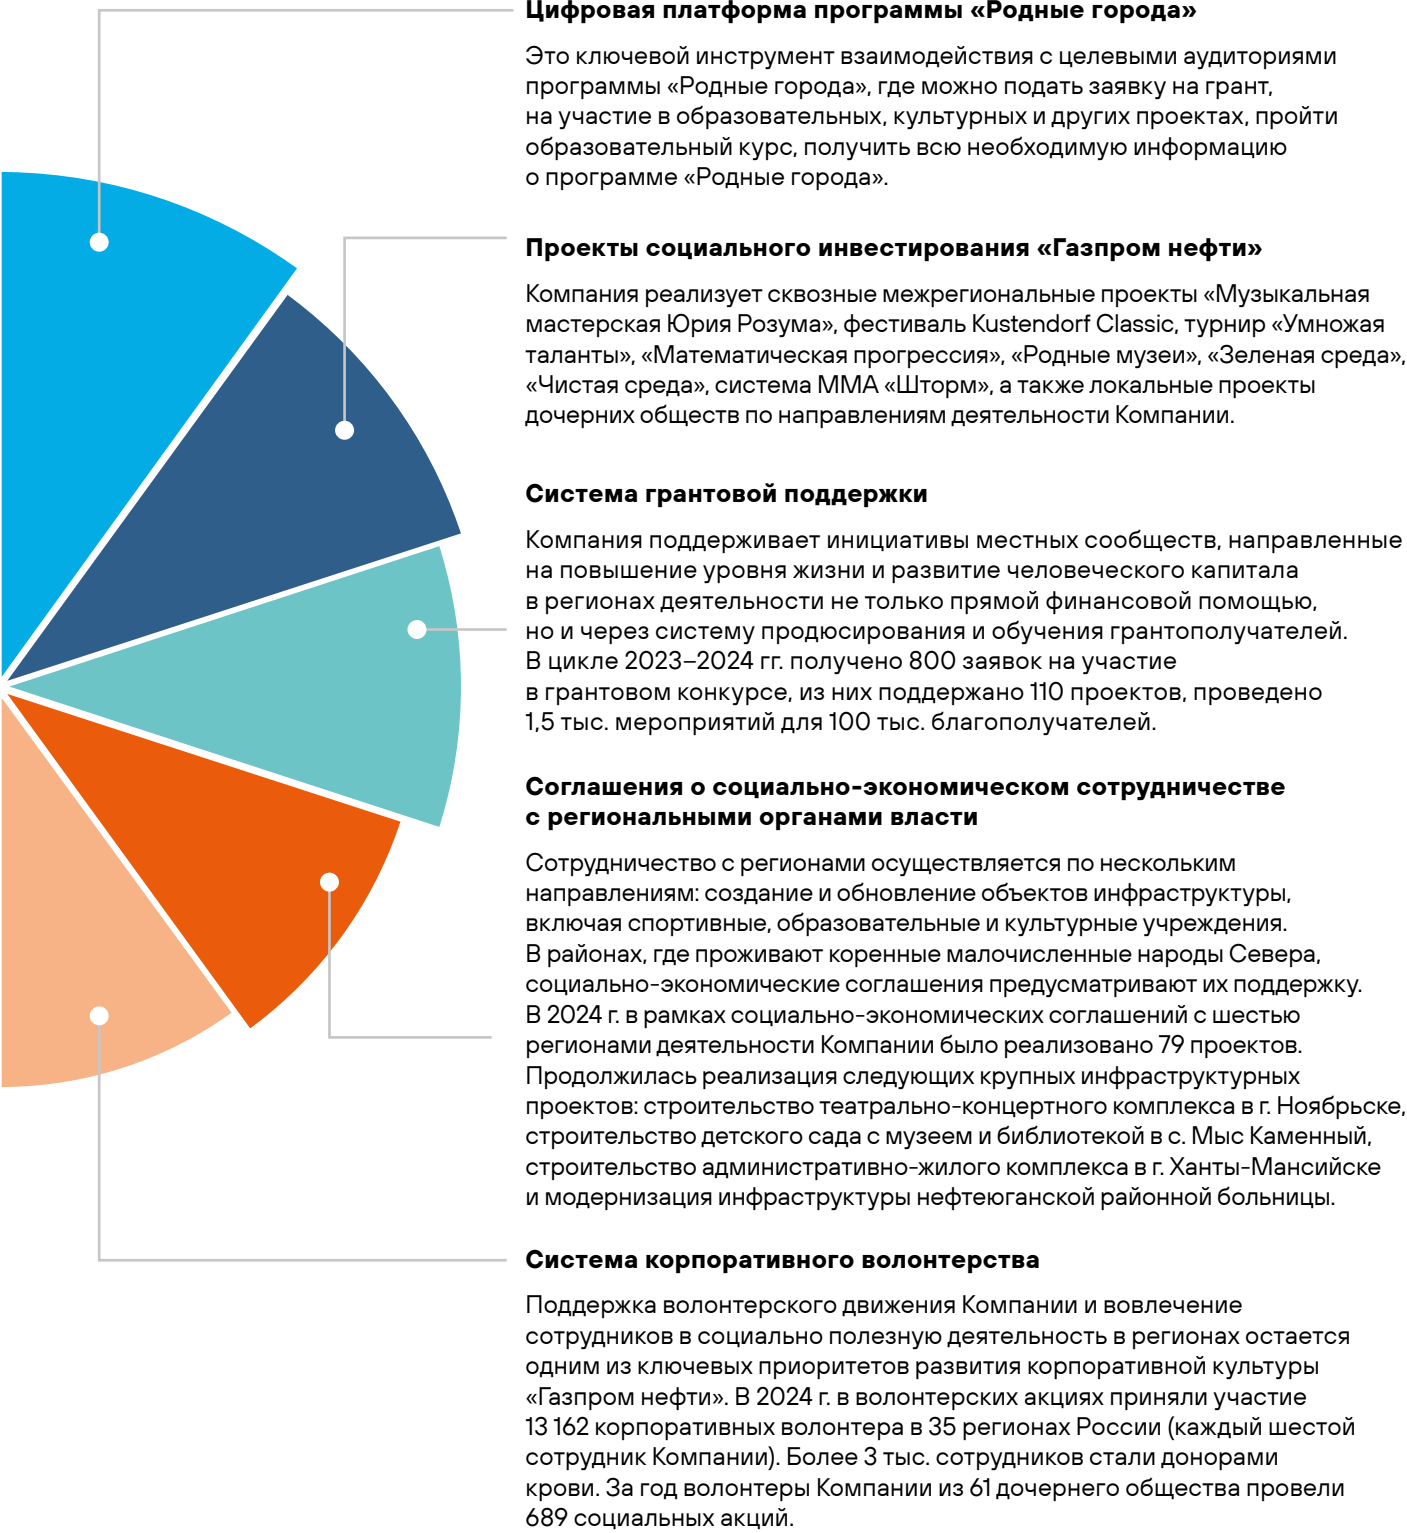 Цифровая платформа программы «Родные города»
Это ключевой инструмент взаимодействия с целевыми аудиториями
программы «Родные города», где можно подать заявку на грант,
на участие в образовательных, культурных и других проектах, пройти
образовательный курс, получить всю необходимую информацию
о программе «Родные города».
Проекты социального инвестирования «Газпром нефти»
Компания реализует сквозные межрегиональные проекты «Музыкальная
мастерская Юрия Розума», фестиваль Kustendorf Classic, турнир «Умножая
таланты», «Математическая прогрессия», «Родные музеи», «Зеленая среда»,
«Чистая среда», система ММА «Шторм», а также локальные проекты
дочерних обществ по направлениям деятельности Компании.
Система грантовой поддержки
Компания поддерживает инициативы местных сообществ, направленные
на повышение уровня жизни и развитие человеческого капитала
в регионах деятельности не только прямой финансовой помощью,
но и через систему продюсирования и обучения грантополучателей.
В цикле 2023–2024 гг. получено 800 заявок на участие
в грантовом конкурсе, из них поддержано 110 проектов, проведено
1,5 тыс. мероприятий для 100 тыс. благополучателей.
Соглашения о социально-экономическом сотрудничестве
с региональными органами власти
Сотрудничество с регионами осуществляется по нескольким
направлениям: создание и обновление объектов инфраструктуры,
включая спортивные, образовательные и культурные учреждения.
В районах, где проживают коренные малочисленные народы Севера,
социально-экономические соглашения предусматривают их поддержку.
В 2024 г. в рамках социально-экономических соглашений с шестью
регионами деятельности Компании было реализовано 79 проектов.
Продолжилась реализация следующих крупных инфраструктурных
проектов: строительство театрально-концертного комплекса в г. Ноябрьске,
строительство детского сада с музеем и библиотекой в с. Мыс Каменный,
строительство административно-жилого комплекса в г. Ханты-Мансийске
и модернизация инфраструктуры нефтеюганской районной больницы.
Система корпоративного волонтерства
Поддержка волонтерского движения Компании и вовлечение
сотрудников в социально полезную деятельность в регионах остается
одним из ключевых приоритетов развития корпоративной культуры
«Газпром нефти». В 2024 г. в волонтерских акциях приняли участие
13 162 корпоративных волонтера в 35 регионах России (каждый шестой
сотрудник Компании). Более 3 тыс. сотрудников стали донорами
крови. За год волонтеры Компании из 61 дочернего общества провели
689 социальных акций.